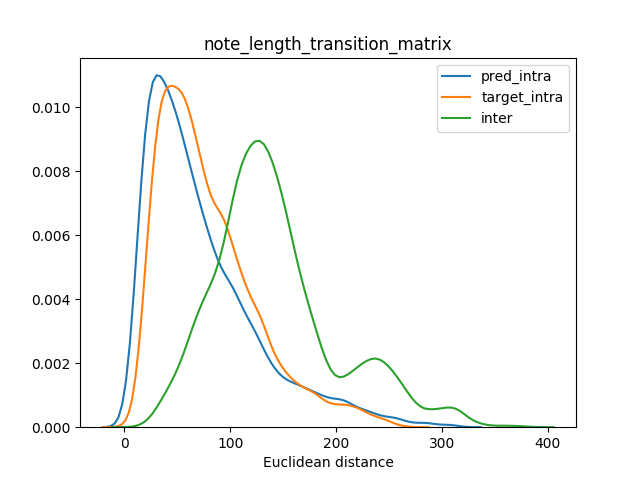 note_length_transition_matrix
pred_intra
target_intra
inter
0.010
0.008
0.006
0.004
0.002
0.000
0
100
200
300
400
Euclidean distance